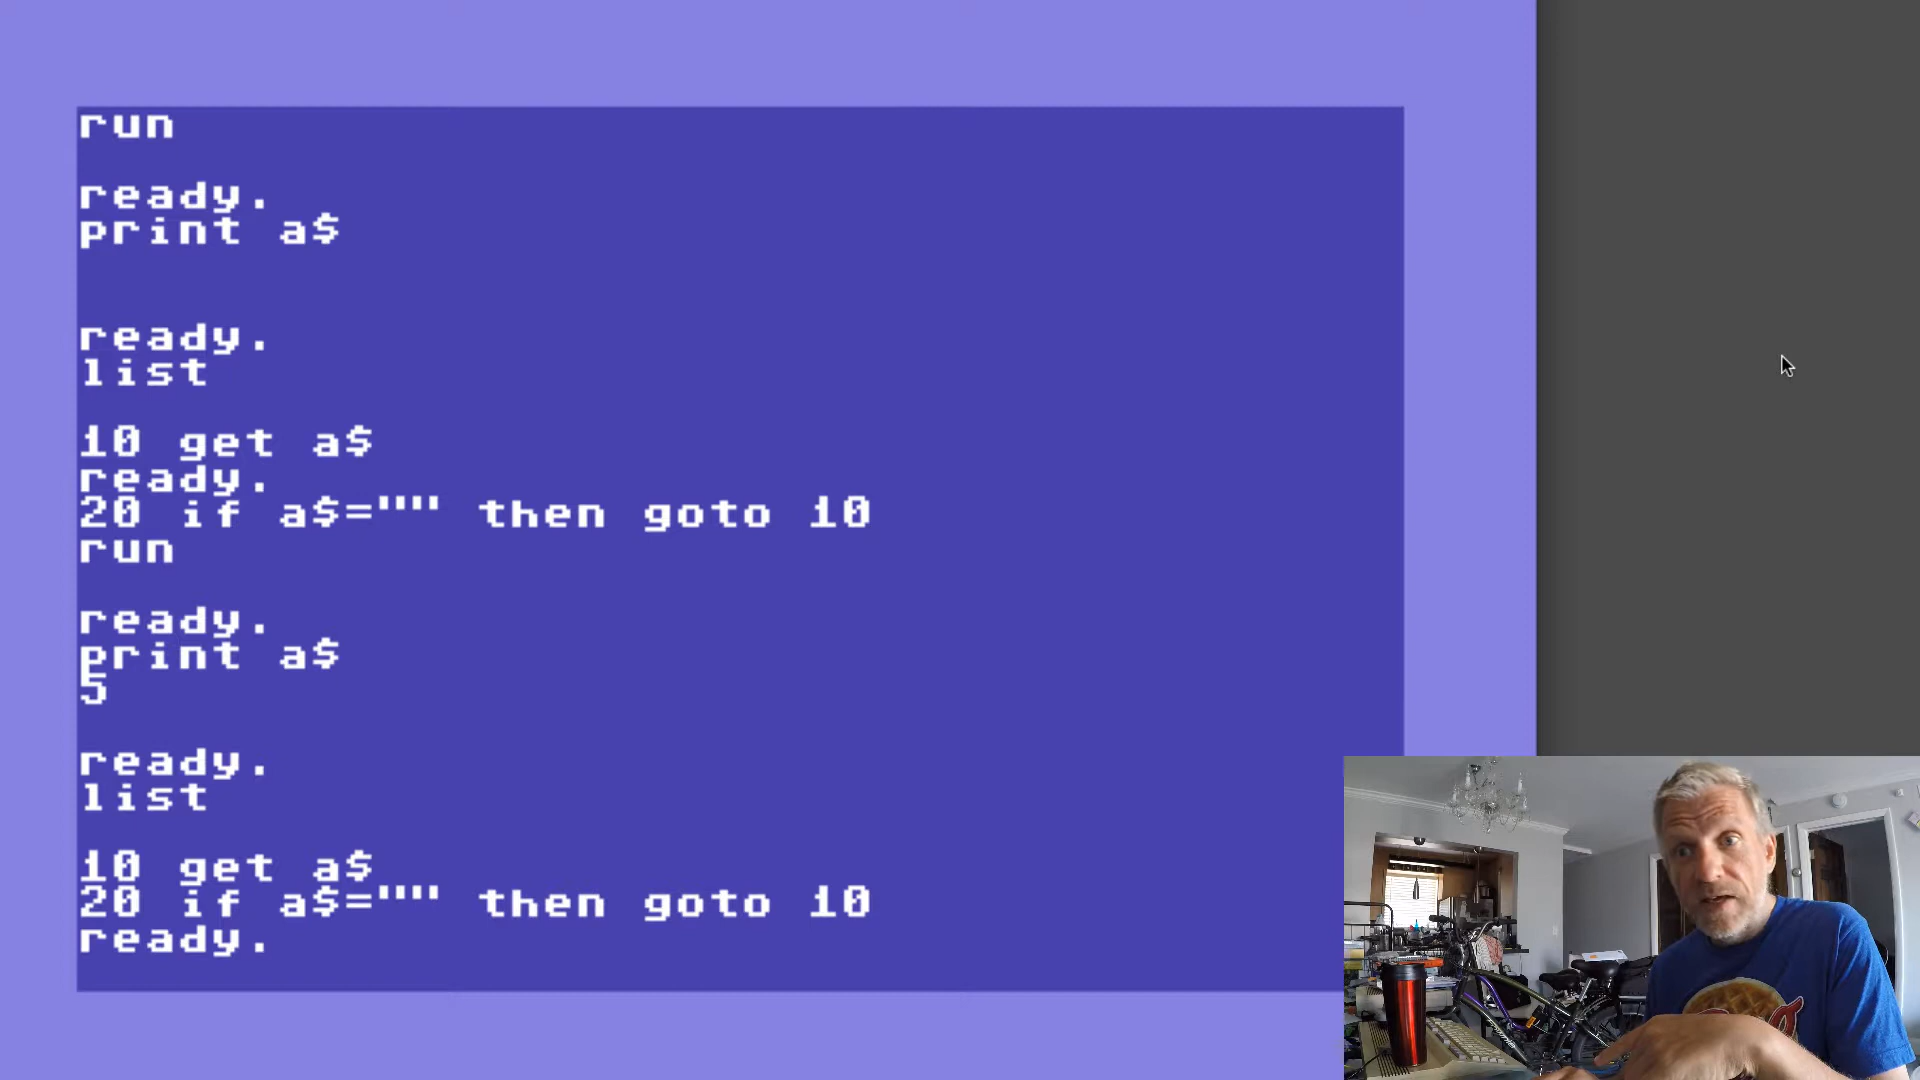 run
ready.
print a$
ready.
list
10 get a$
ready.
20 if a$="" then goto 10
run
ready.
print a$
5
ready.
list
10 get a$
20 if a$="" then goto 10
ready.